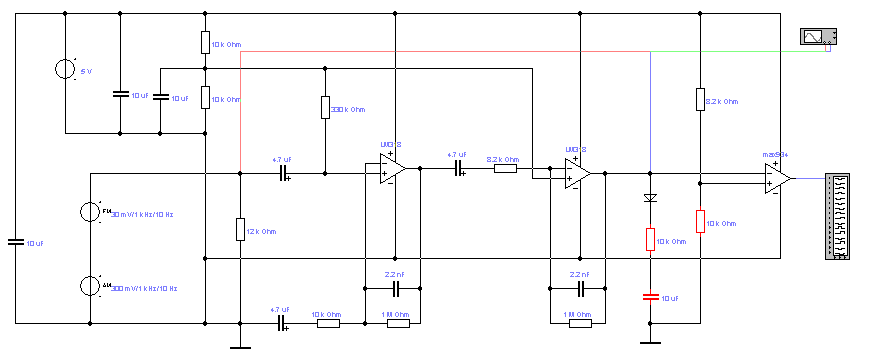 10 k Ohm
5 V
10 uF
10 uF
10 k Ohm
330 k Ohm
8.2 k Ohm
4.7 uF
4.7 uF
8.2 k Ohm
FM
30 mV/1 kHz/10 Hz
12 k Ohm
10 k Ohm
10 k Ohm
10 uF
AM
300 mV/1 kHz/10 Hz
2.2 nF
2.2 nF
10 uF
4.7 uF
10 k Ohm
1 M Ohm
1 M Ohm